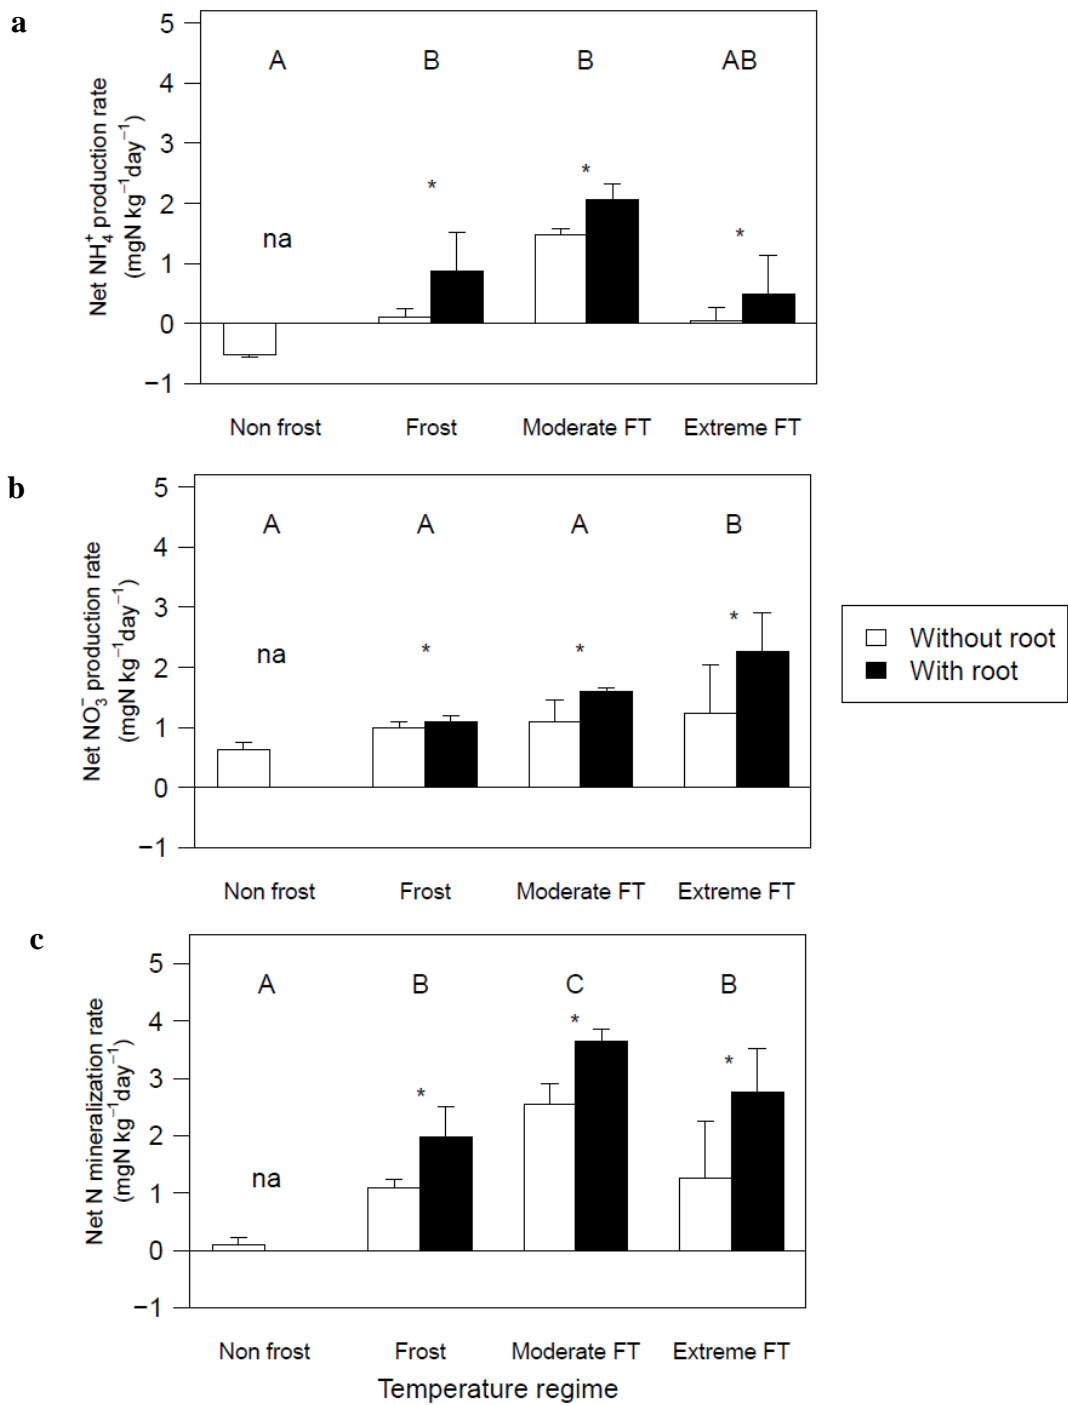 a
Net NH₄⁺ production rate
(mgN kg⁻¹day⁻¹)
5
4
3
2
1
0
−1
A B B AB
na * * *
Non frost Frost Moderate FT Extreme FT
b
Net NO₃⁻ production rate
(mgN kg⁻¹day⁻¹)
5
4
3
2
1
0
−1
A A A B
na * * *
Non frost Frost Moderate FT Extreme FT
Without root
With root
c
Net N mineralization rate
(mgN kg⁻¹day⁻¹)
5
4
3
2
1
0
−1
A B C B
na * * *
Non frost Frost Moderate FT Extreme FT
Temperature regime